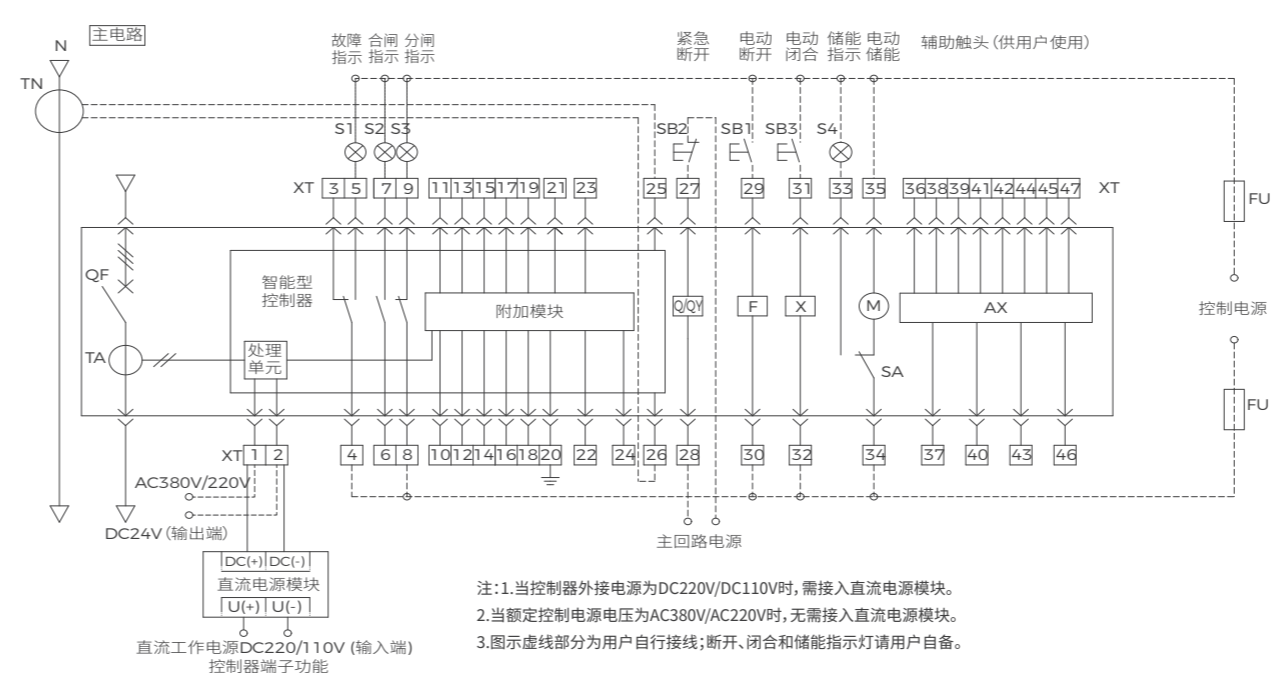 主电路
N
TN
故障 合闸 分闸
指示 指示 指示
紧急
断开
电动
断开
电动
闭合
储能
指示
电动
储能
辅助触头(供用户使用)
S1 S2 S3
SB2 SB1 SB3 S4
XT 3 5 7 9 11 13 15 17 19 21 23 25 27 29 31 33 35 36 38 39 41 42 44 45 47 XT
FU
QF
智能型
控制器
附加模块
Q/QY F X M AX
控制电源
TA
处理
单元
SA
FU
XT 1 2 4 6 8 10 12 14 16 18 20 22 24 26 28 30 32 34 37 40 43 46
AC380V/220V
DC24V(输出端)
主回路电源
DC(+) DC(-)
直流电源模块
U(+) U(-)
直流工作电源DC220/110V (输入端)
控制器端子功能
注:1.当控制器外接电源为DC220V/DC110V时,需接入直流电源模块。
2.当额定控制电源电压为AC380V/AC220V时,无需接入直流电源模块。
3.图示虚线部分为用户自行接线;断开、闭合和储能指示灯请用户自备。